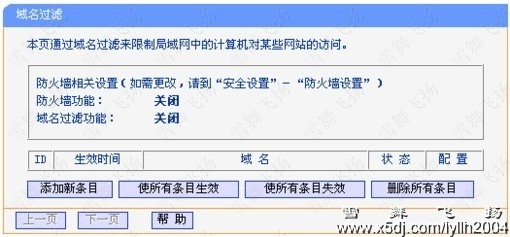 域名过滤
本页通过域名过滤来限制局域网中的计算机对某些网站的访问。
防火墙相关设置（如需更改，请到“安全设置”－“防火墙设置”）
防火墙功能： 关闭
域名过滤功能： 关闭
ID 生效时间 域 名 状 态 配 置
添加新条目 使所有条目生效 使所有条目失效 删除所有条目
上一页 下一页 帮 助
雪 舞 飞 扬
www.x5dj.com/lyllh2004